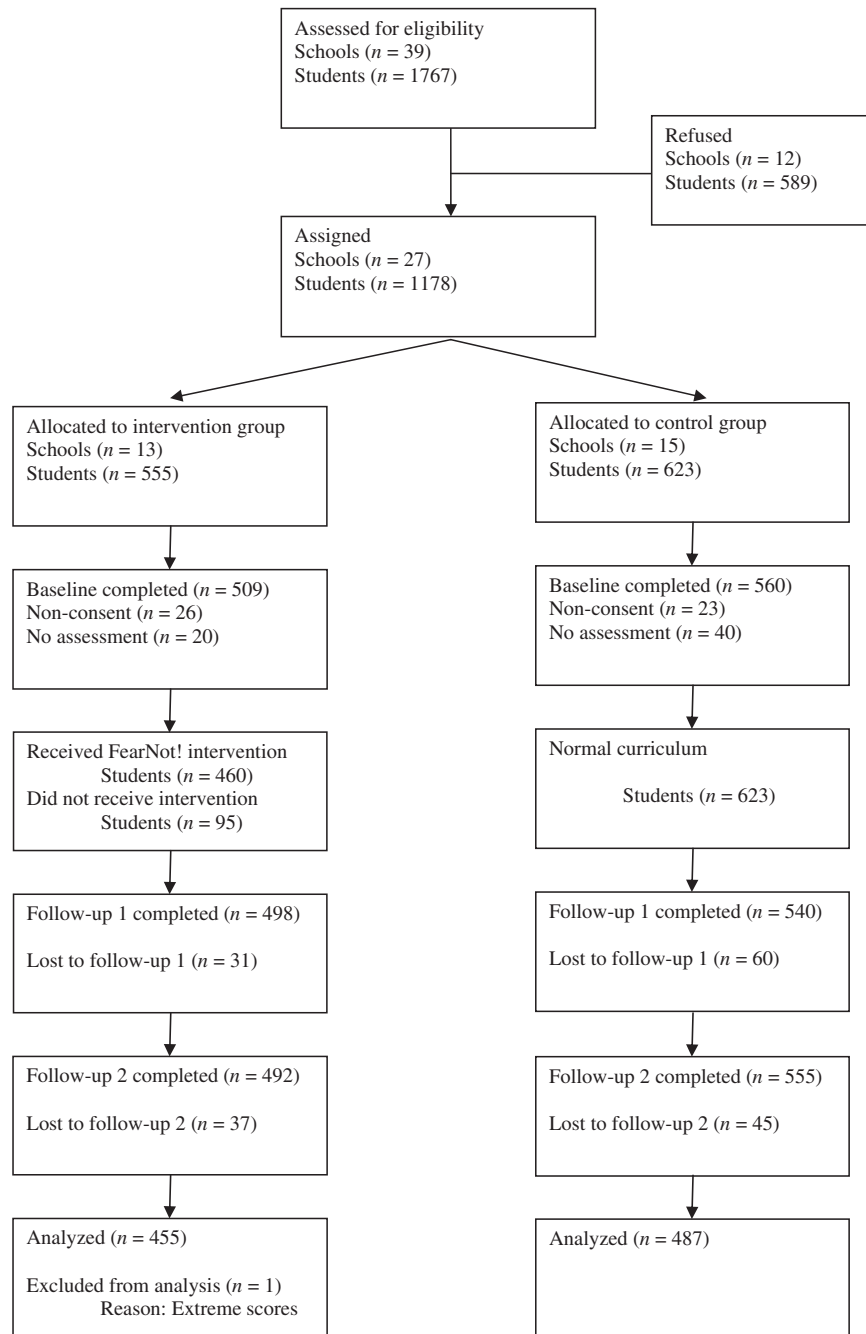 Assessed for eligibility
Schools (n = 39)
Students (n = 1767)
Refused
Schools (n = 12)
Students (n = 589)
Assigned
Schools (n = 27)
Students (n = 1178)
Allocated to intervention group
Schools (n = 13)
Students (n = 555)
Allocated to control group
Schools (n = 15)
Students (n = 623)
Baseline completed (n = 509)
Non-consent (n = 26)
No assessment (n = 20)
Baseline completed (n = 560)
Non-consent (n = 23)
No assessment (n = 40)
Received FearNot! intervention
Students (n = 460)
Did not receive intervention
Students (n = 95)
Normal curriculum
Students (n = 623)
Follow-up 1 completed (n = 498)
Lost to follow-up 1 (n = 31)
Follow-up 1 completed (n = 540)
Lost to follow-up 1 (n = 60)
Follow-up 2 completed (n = 492)
Lost to follow-up 2 (n = 37)
Follow-up 2 completed (n = 555)
Lost to follow-up 2 (n = 45)
Analyzed (n = 455)
Excluded from analysis (n = 1)
Reason: Extreme scores
Analyzed (n = 487)